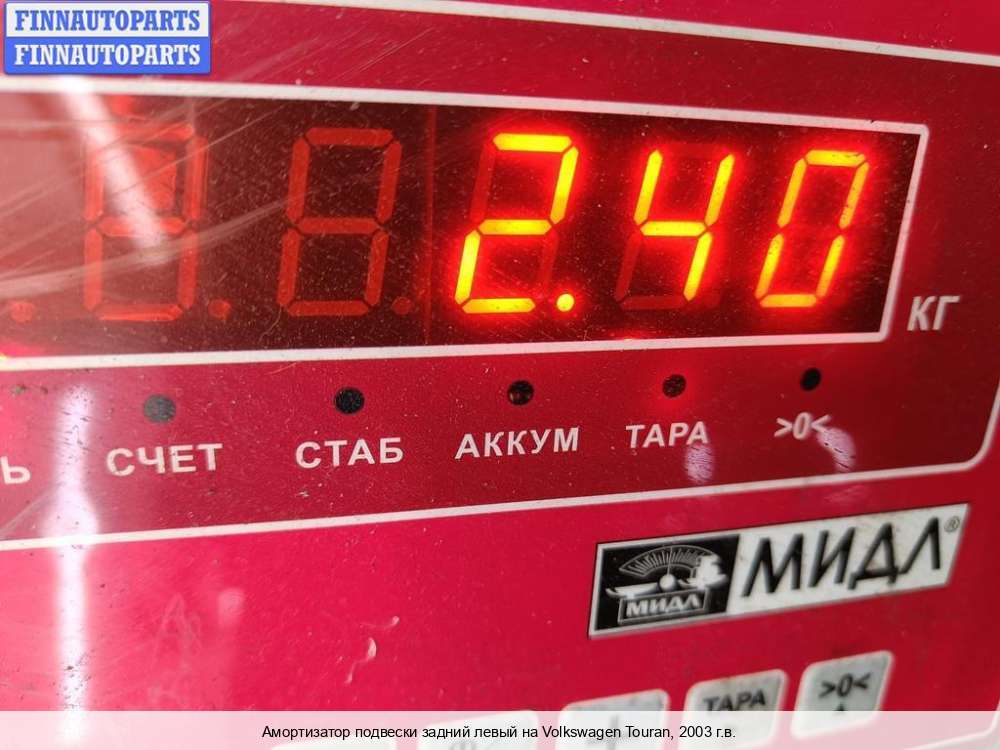 FINNAUTOPARTS
FINNAUTOPARTS
2.40
КГ
Ь
СЧЕТ
СТАБ
АККУМ
ТАРА
>0<
МИДЛ
МИДЛ®
ТАРА
>0<
Амортизатор подвески задний левый на Volkswagen Touran, 2003 г.в.